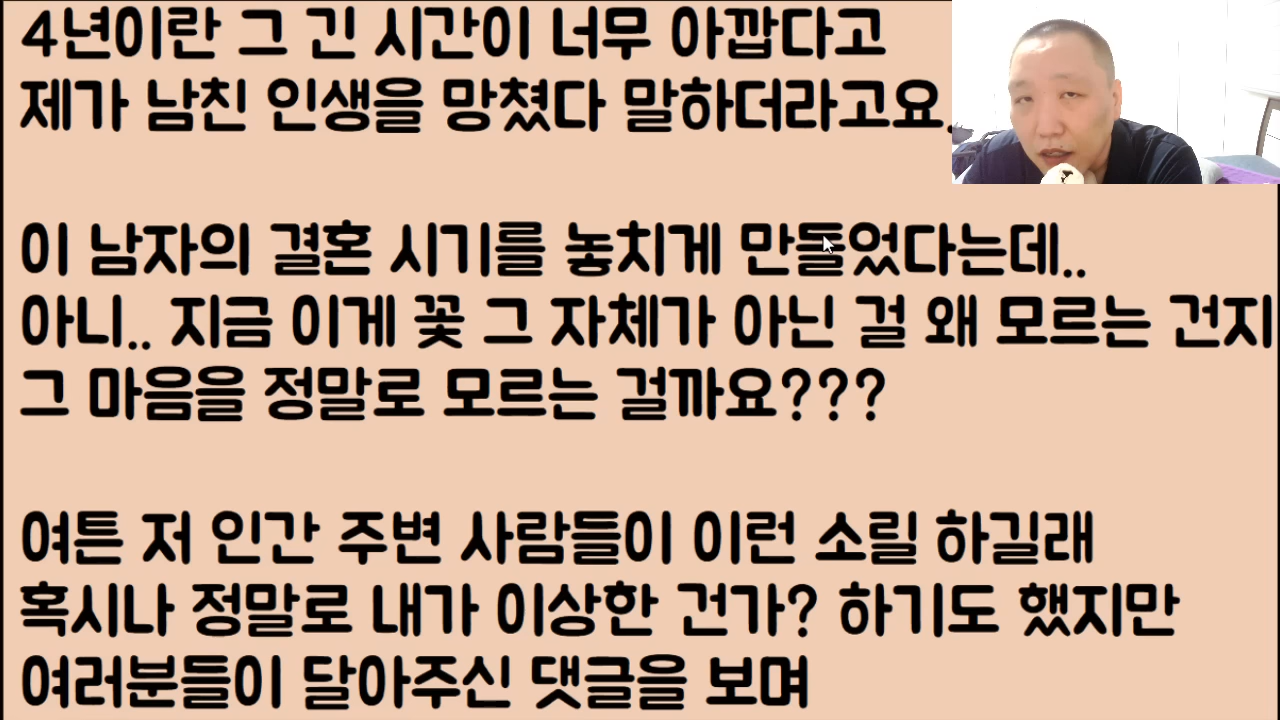 4년이란 그 긴 시간이 너무 아깝다고
제가 남친 인생을 망쳤다 말하더라고요.
이 남자의 결혼 시기를 놓치게 만들었다는데..
아니.. 지금 이게 꽃 그 자체가 아닌 걸 왜 모르는 건지
그 마음을 정말로 모르는 걸까요???
여튼 저 인간 주변 사람들이 이런 소릴 하길래
혹시나 정말로 내가 이상한 건가? 하기도 했지만
여러분들이 달아주신 댓글을 보며